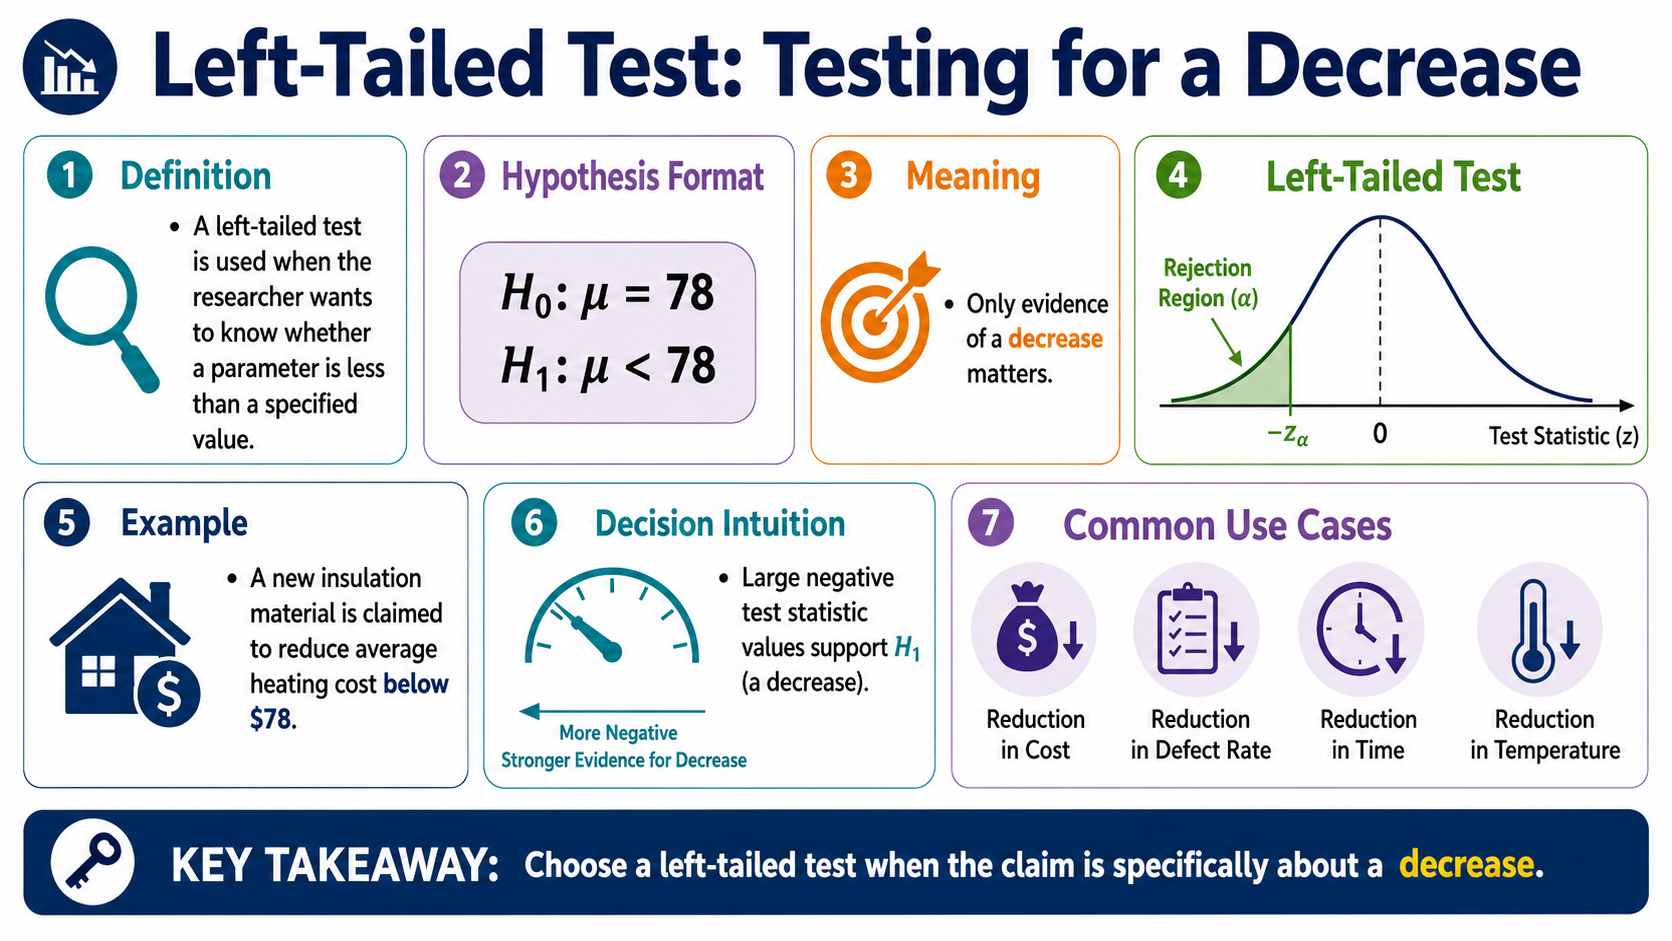 Left-Tailed Test: Testing for a Decrease
1 Definition
• A left-tailed test
is used when the
researcher wants
to know whether
a parameter is less
than a specified
value.
2 Hypothesis Format
H₀: μ = 78
H₁: μ < 78
3 Meaning
• Only evidence
of a decrease
matters.
4 Left-Tailed Test
Rejection
Region (α)
−zα
0
Test Statistic (z)
5 Example
$
• A new insulation
material is claimed
to reduce average
heating cost below
$78.
6 Decision Intuition
• Large negative
test statistic
values support H₁
(a decrease).
More Negative
Stronger Evidence for Decrease
7 Common Use Cases
$
Reduction
in Cost
Reduction
in Defect Rate
Reduction
in Time
Reduction
in Temperature
KEY TAKEAWAY: Choose a left-tailed test when the claim is specifically about a decrease.